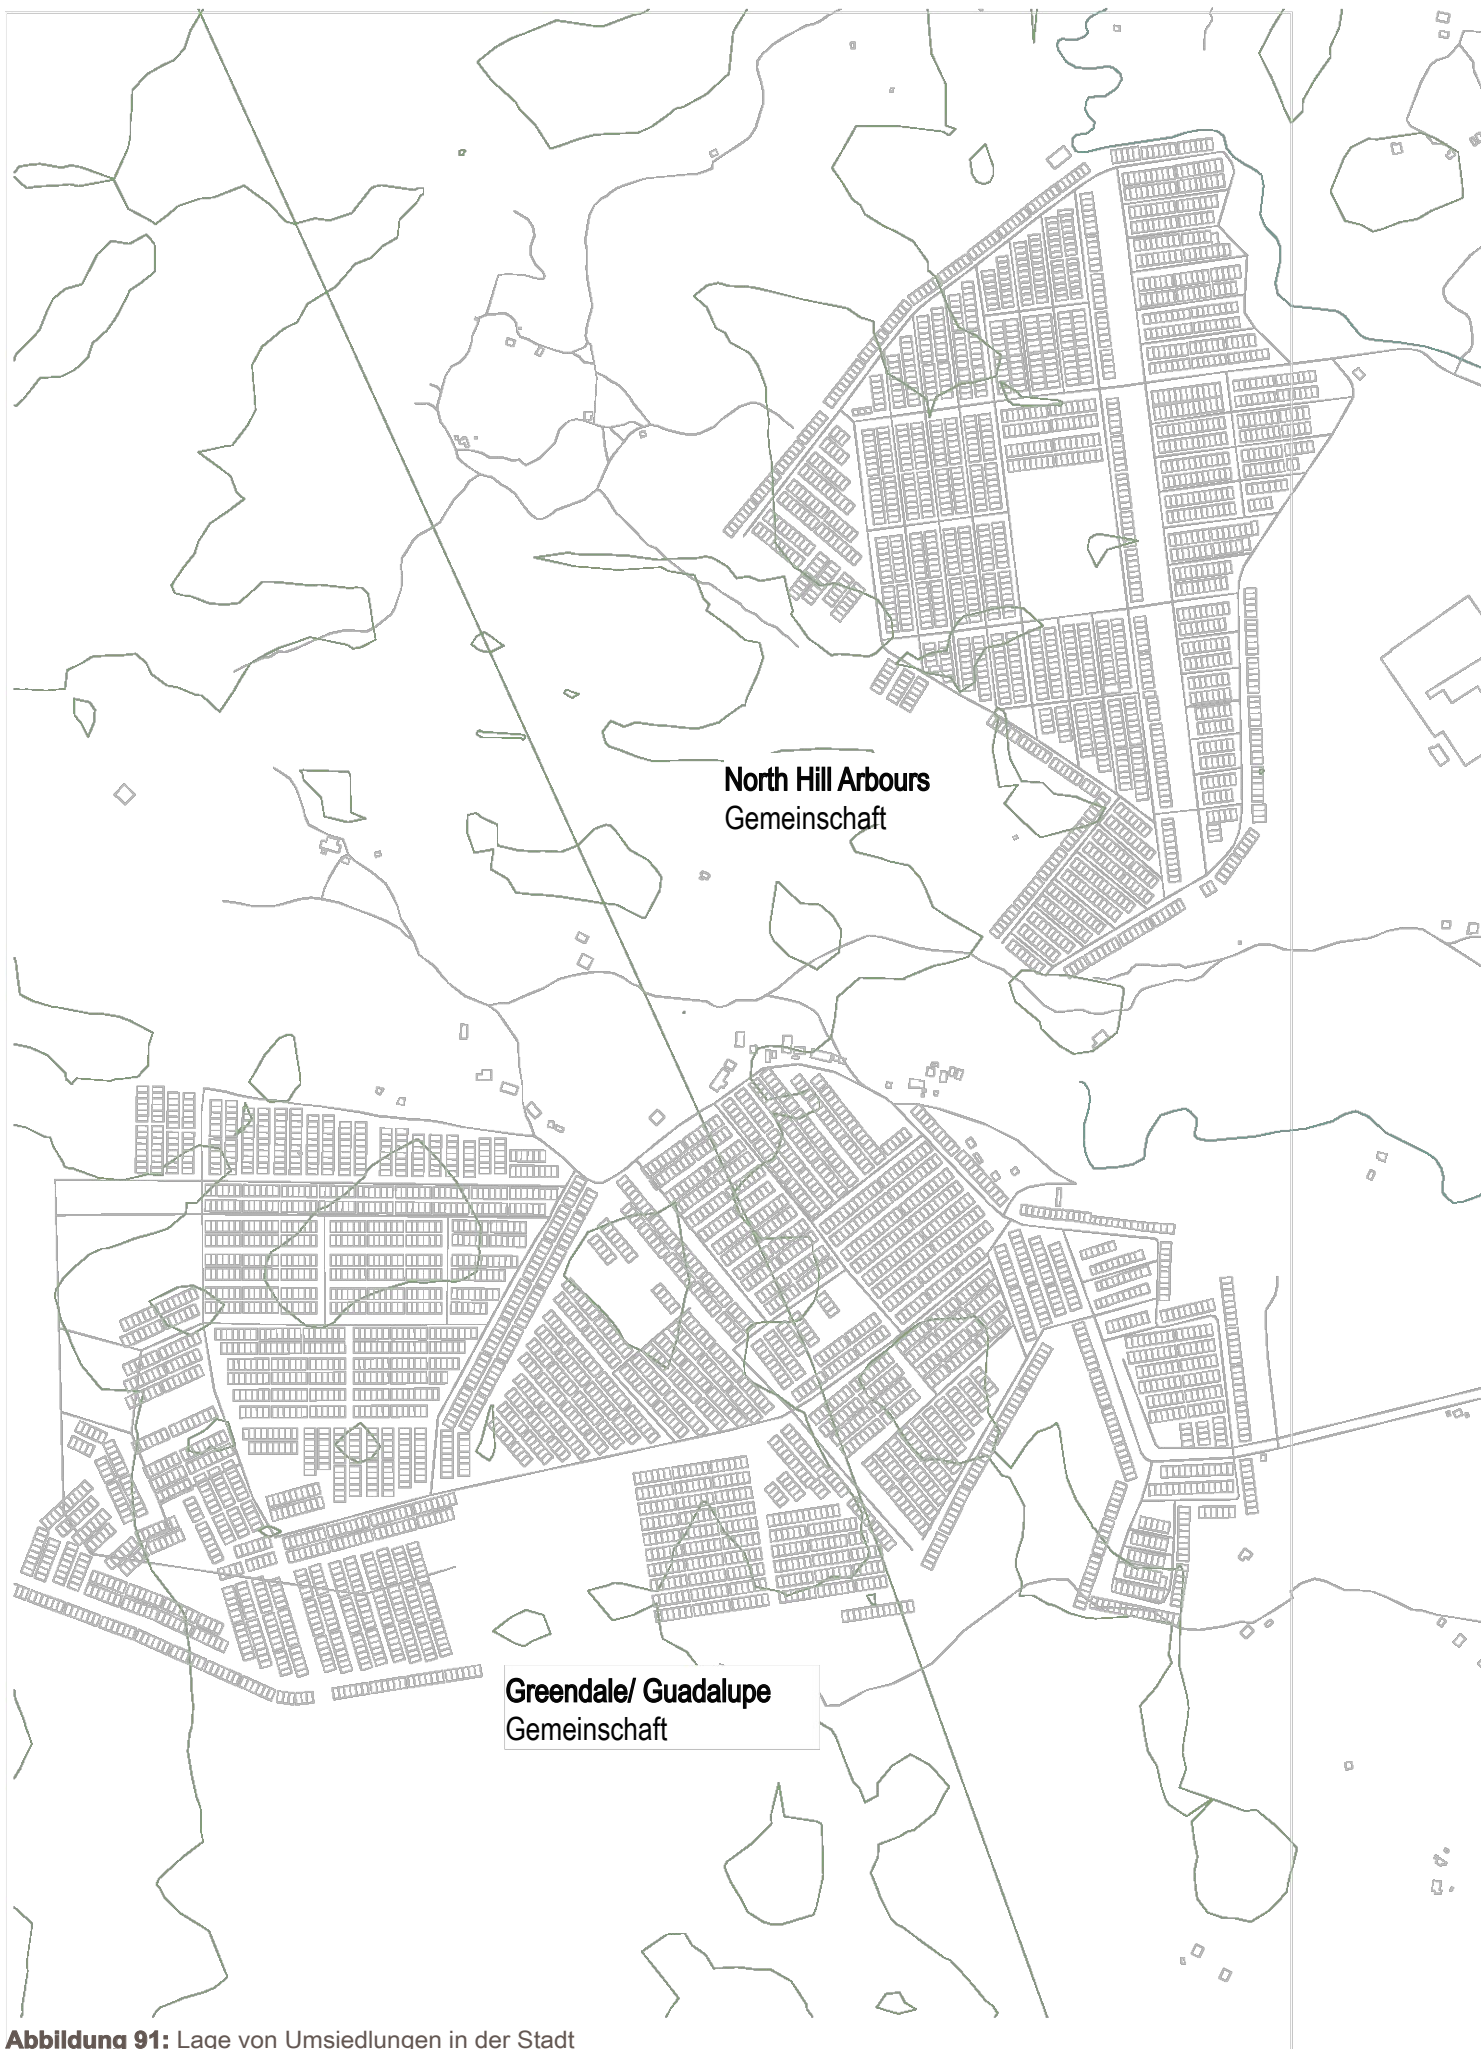 North Hill Arbours
Gemeinschaft
Greendale/ Guadalupe
Gemeinschaft
Abbildung 91: Lage von Umsiedlungen in der Stadt